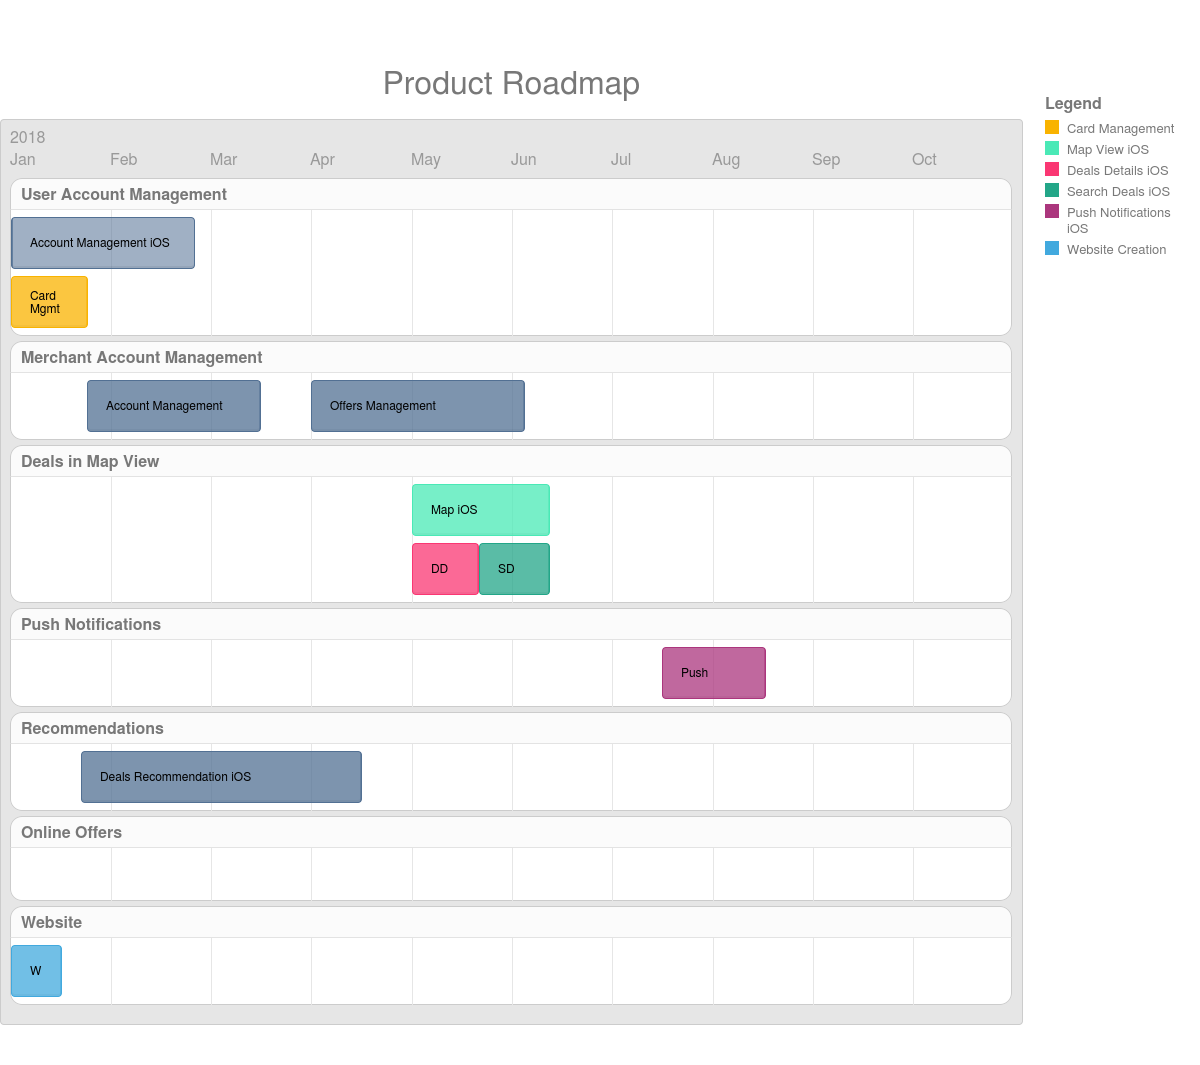 Product Roadmap
2018
Jan Feb Mar Apr May Jun Jul Aug Sep Oct
User Account Management
Account Management iOS
Card
Mgmt
Merchant Account Management
Account Management Offers Management
Deals in Map View
Map iOS
DD SD
Push Notifications
Push
Recommendations
Deals Recommendation iOS
Online Offers
Website
W
Legend
Card Management
Map View iOS
Deals Details iOS
Search Deals iOS
Push Notifications
iOS
Website Creation